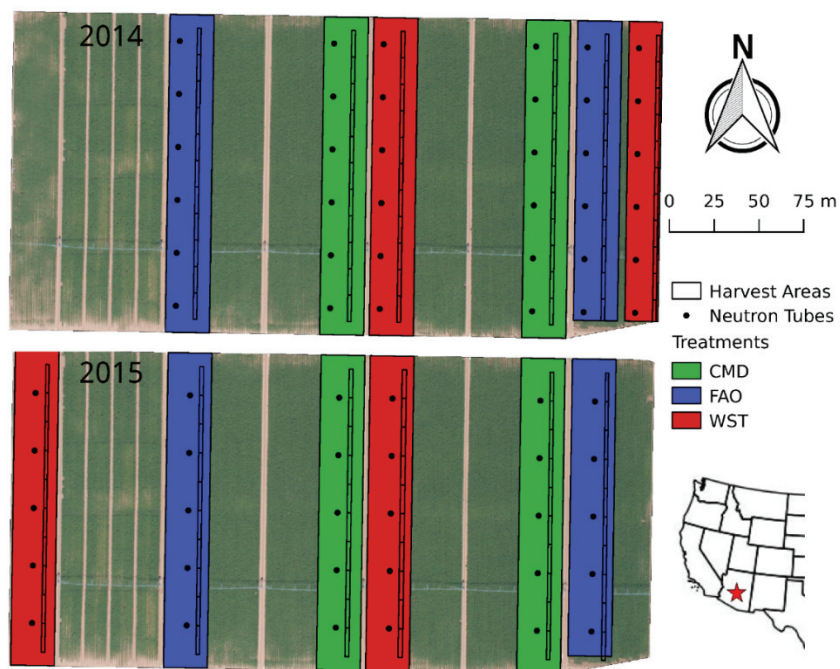 2014
N
0 25 50 75 m
Harvest Areas
Neutron Tubes
Treatments
CMD
FAO
WST
2015